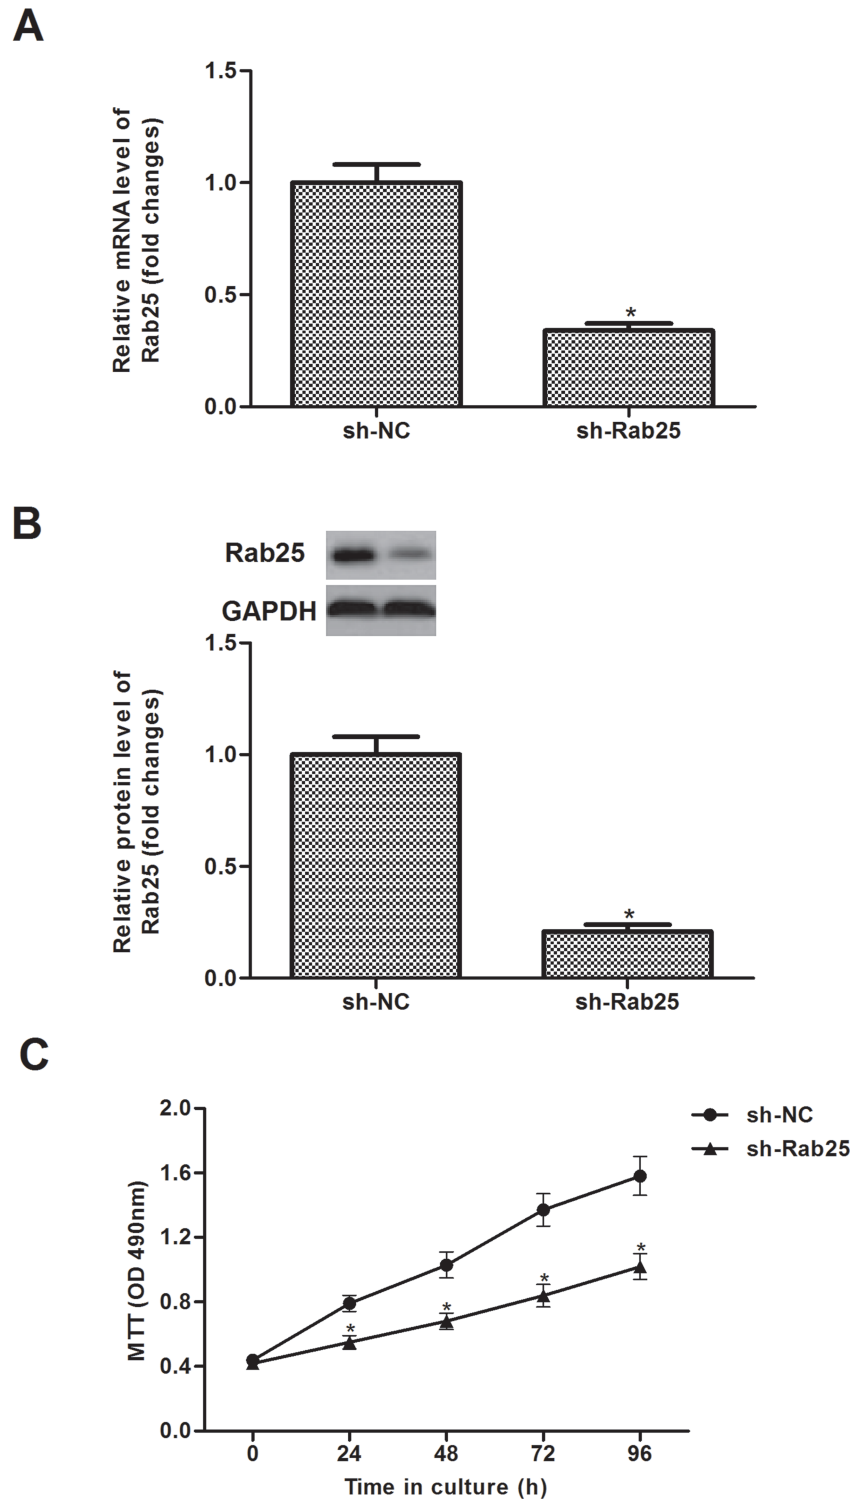 A
Relative mRNA level of
Rab25 (fold changes)
1.5
1.0
0.5
0.0
*
sh-NC
sh-Rab25
B
Rab25
GAPDH
Relative protein level of
Rab25 (fold changes)
1.5
1.0
0.5
0.0
*
sh-NC
sh-Rab25
C
MTT (OD 490nm)
2.0
1.6
1.2
0.8
0.4
0.0
sh-NC
sh-Rab25
*
*
*
*
0
24
48
72
96
Time in culture (h)